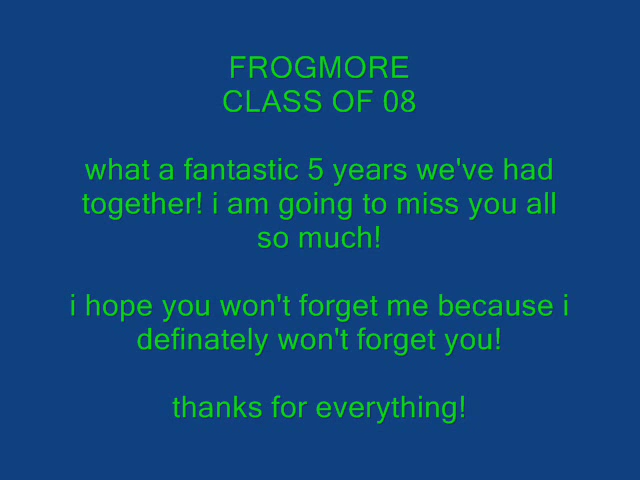 FROGMORE
CLASS OF 08
what a fantastic 5 years we've had
together! i am going to miss you all
so much!
i hope you won't forget me because i
definately won't forget you!
thanks for everything!